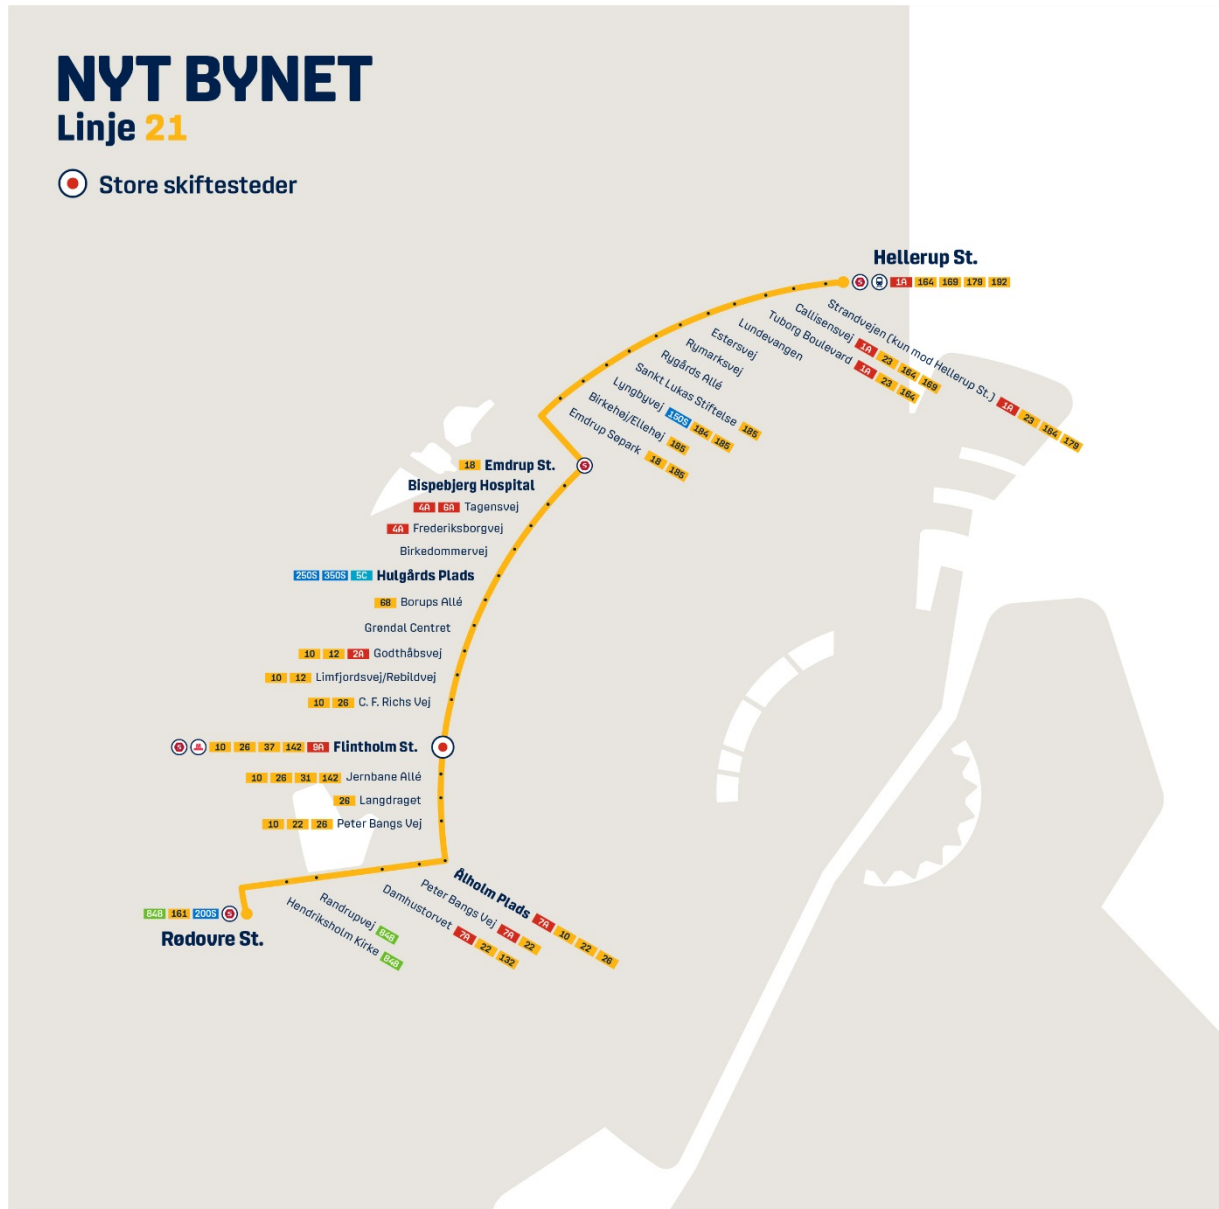 NYT BYNET
Linje 21
Store skiftesteder
Hellerup St.
S 1A 164 169 179 192
Strandvejen (kun mod Hellerup St.) 1A 23 164 179
Callisensvej 1A 23 164 169
Tuborg Boulevard 1A 23 164
Lundevangen
Estersvej
Rymarksvej
Rygårds Allé
Sankt Lukas Stiftelse 185
Lyngbyvej 150S 184 185
Birkehøj/Ellehøj 185
Emdrup Søpark 18 185
18 Emdrup St. S
Bispebjerg Hospital
4A 6A Tagensvej
4A Frederiksborgvej
Birkedommervej
250S 350S 5C Hulgårds Plads
68 Borups Allé
Grøndal Centret
10 12 2A Godthåbsvej
10 12 Limfjordsvej/Rebildvej
10 26 C. F. Richs Vej
S M 10 26 37 142 9A Flintholm St.
10 26 31 142 Jernbane Allé
26 Langdraget
10 22 26 Peter Bangs Vej
Ålholm Plads 7A 10 22 26
Peter Bangs Vej 7A 22
Damhustorvet 7A 22 132
Randrupvej 848
Hendriksholm Kirke 848
848 161 200S S
Rødovre St.